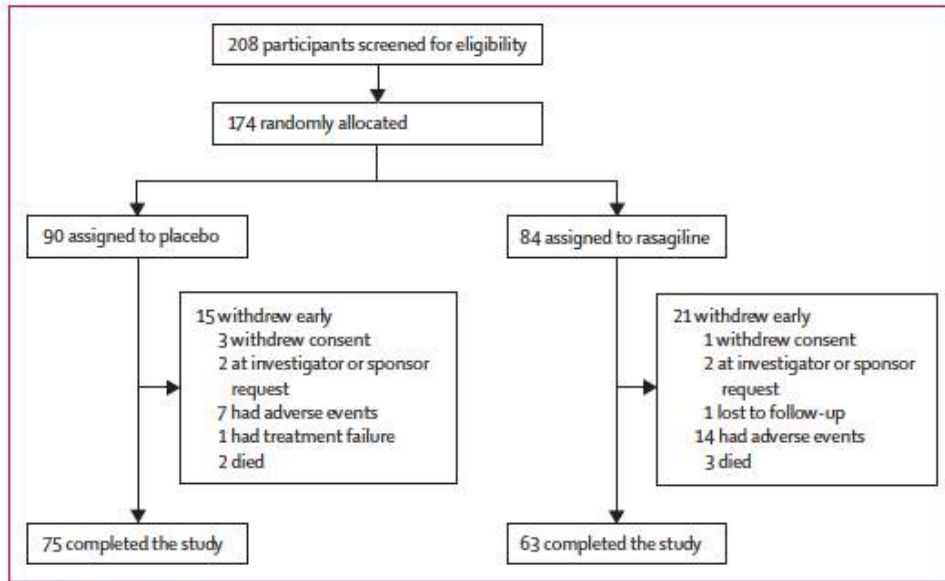 208 participants screened for eligibility
174 randomly allocated
90 assigned to placebo
84 assigned to rasagiline
15 withdrew early
3 withdrew consent
2 at investigator or sponsor
request
7 had adverse events
1 had treatment failure
2 died
21 withdrew early
1 withdrew consent
2 at investigator or sponsor
request
1 lost to follow-up
14 had adverse events
3 died
75 completed the study
63 completed the study